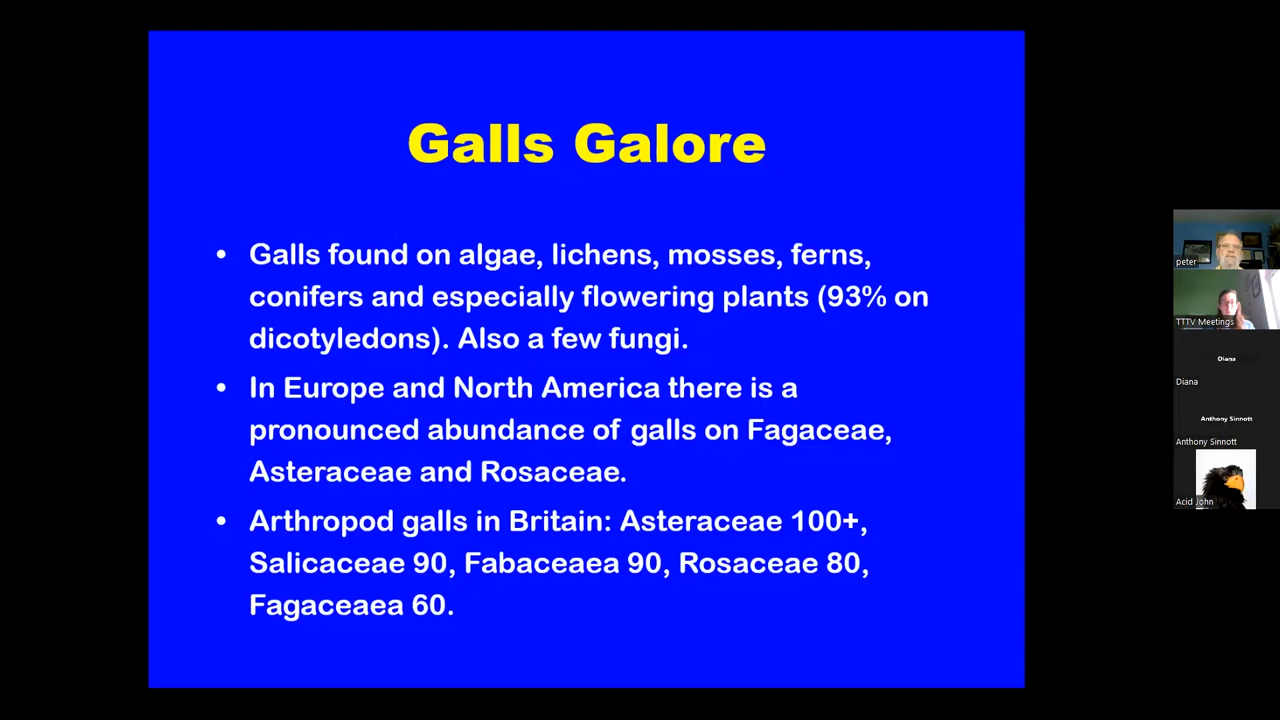 Galls Galore
• Galls found on algae, lichens, mosses, ferns,
conifers and especially flowering plants (93% on
dicotyledons). Also a few fungi.
• In Europe and North America there is a
pronounced abundance of galls on Fagaceae,
Asteraceae and Rosaceae.
• Arthropod galls in Britain: Asteraceae 100+,
Salicaceae 90, Fabaceaea 90, Rosaceae 80,
Fagaceaea 60.
peter
TTTV Meetings
Diana
Diana
Anthony Sinnott
Anthony Sinnott
Acid John